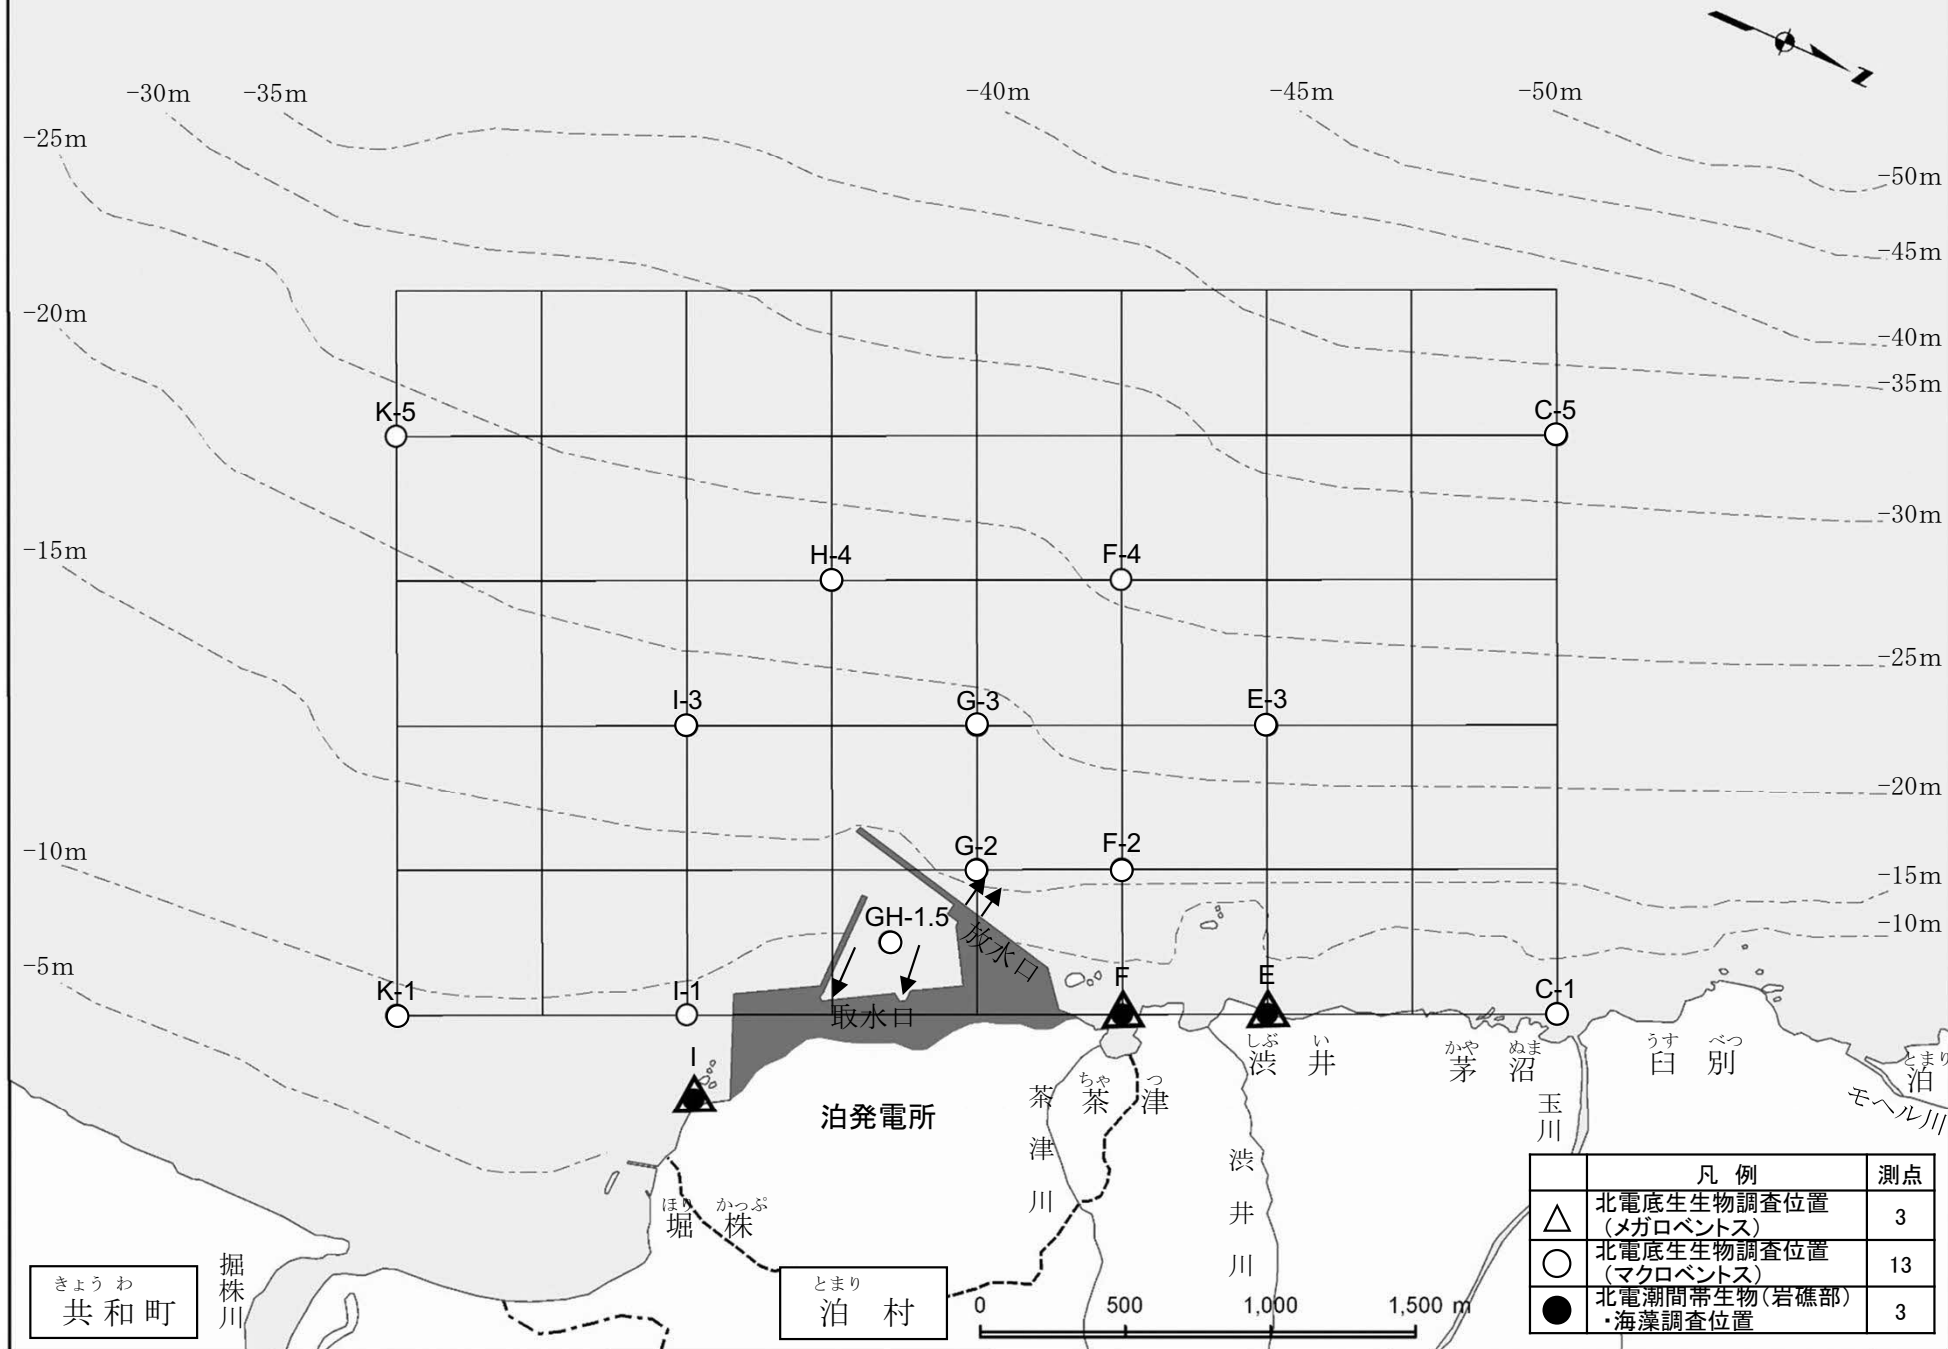 N
-30m
-35m
-40m
-45m
-50m
-25m
-50m
-45m
-20m
-40m
-35m
K-5
C-5
-30m
-15m
H-4
F-4
-25m
I-3
G-3
E-3
-20m
-10m
G-2
F-2
-15m
GH-1.5
-10m
放水口
-5m
K-1
I-1
F
E
C-1
取水口
I
しぶ い
渋 井
かや ぬま
茅 沼
うす べつ
臼 別
とまり
泊
モヘル川
ちゃ つ
茶 津
茶津川
玉川
泊発電所
渋井川
ほり かっぷ
堀 株
掘株川
きょう わ
共和町
とまり
泊 村
0 500 1,000 1,500 m
凡 例 測点
北電底生生物調査位置
（メガロベントス） 3
北電底生生物調査位置
（マクロベントス） 13
北電潮間帯生物（岩礁部）
・海藻調査位置 3